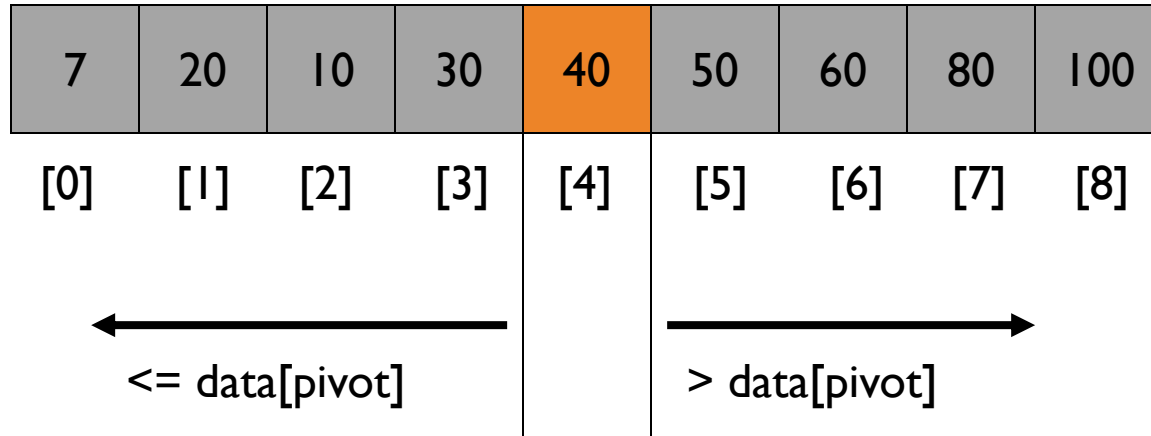 7 20 10 30 40 50 60 80 100
[0] [1] [2] [3] [4] [5] [6] [7] [8]
<= data[pivot] > data[pivot]